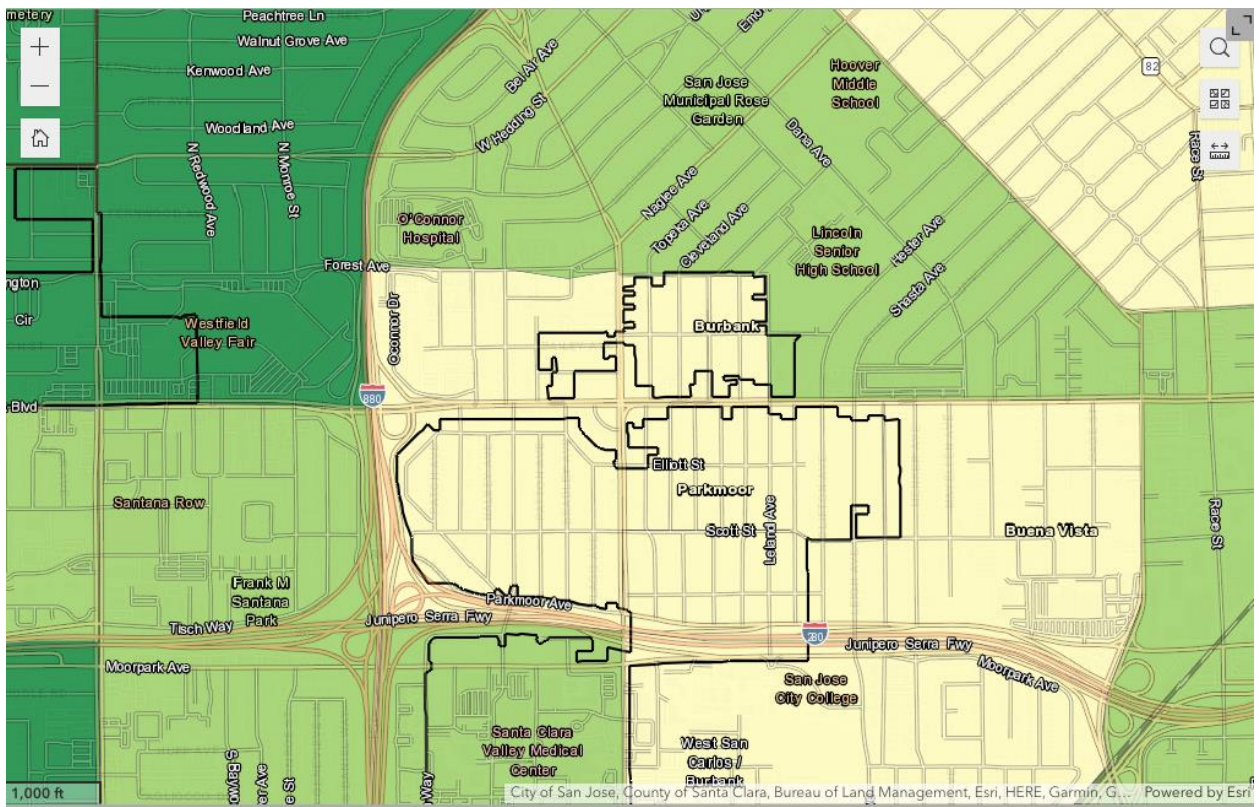 metery
Peachtree Ln
Walnut Grove Ave
Kenwood Ave
Woodland Ave
N Redwood Ave
N Monroe St
Bel Air Ave
W Hedding St
Emory
San Jose
Municipal Rose
Garden
Hoover
Middle
School
82
Race St
Dana Ave
Naglee Ave
Topeka Ave
Cleveland Ave
O'Connor
Hospital
Lincoln
Senior
High School
Hester Ave
Shasta Ave
Forest Ave
ngton
Cir
Westfield
Valley Fair
Oconnor Dr
Burbank
Blvd
880
Elliott St
Parkmoor
Santana Row
Scott St
Leland Ave
Buena Vista
Race St
Frank M
Santana
Park
Parkmoor Ave
Tisch Way
Junipero Serra Fwy
280
Junipero Serra Fwy
Moorpark Ave
Moorpark Ave
San Jose
City College
Santa Clara
Valley Medical
Center
West San
Carlos /
Burbank
S Baywo
r Ave
e St
Way
1,000 ft
City of San Jose, County of Santa Clara, Bureau of Land Management, Esri, HERE, Garmin, G... Powered by Esri